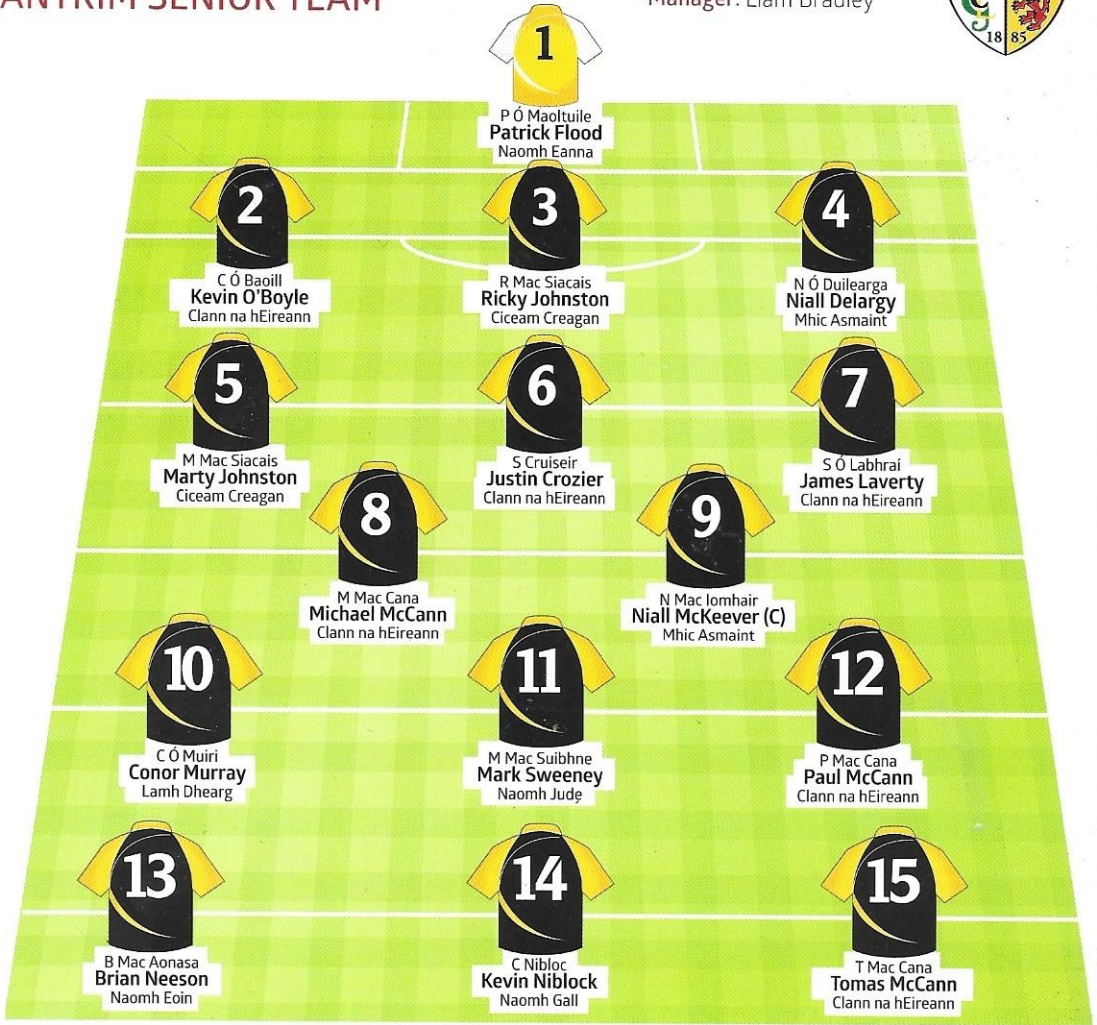 ANTRIM SENIOR TEAM
Manager: Liam Bradley
18 85
1
P Ó Maoltuile
Patrick Flood
Naomh Eanna
2
C Ó Baoill
Kevin O'Boyle
Clann na hEireann
3
R Mac Siacais
Ricky Johnston
Ciceam Creagan
4
N Ó Duilearga
Niall Delargy
Mhic Asmaint
5
M Mac Siacais
Marty Johnston
Ciceam Creagan
6
S Cruiseir
Justin Crozier
Clann na hEireann
7
S Ó Labhraí
James Laverty
Clann na hEireann
8
M Mac Cana
Michael McCann
Clann na hEireann
9
N Mac Iomhair
Niall McKeever (C)
Mhic Asmaint
10
C Ó Muiri
Conor Murray
Lamh Dhearg
11
M Mac Suibhne
Mark Sweeney
Naomh Jude
12
P Mac Cana
Paul McCann
Clann na hEireann
13
B Mac Aonasa
Brian Neeson
Naomh Eoin
14
C Nibloc
Kevin Niblock
Naomh Gall
15
T Mac Cana
Tomas McCann
Clann na hEireann